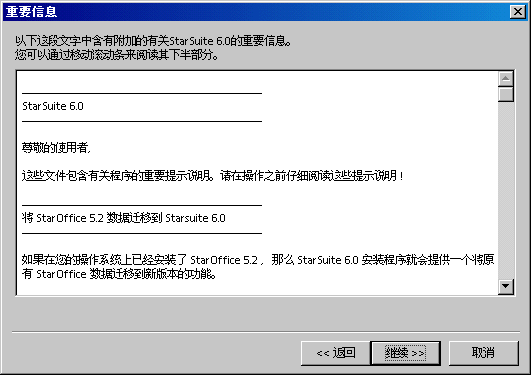 重要信息
以下这段文字中含有附加的有关StarSuite 6.0的重要信息。
您可以通过移动滚动条来阅读其下半部分。
StarSuite 6.0
尊敬的使用者,
这些文件包含有关程序的重要提示说明。请在操作之前仔细阅读这些提示说明！
将 StarOffice 5.2 数据迁移到 Starsuite 6.0
如果在您的操作系统上已经安装了 StarOffice 5.2 ，那么 StarSuite 6.0 安装程序就会提供一个将原
有 StarOffice 数据迁移到新版本的功能。
<< 返回
继续 >>
取消